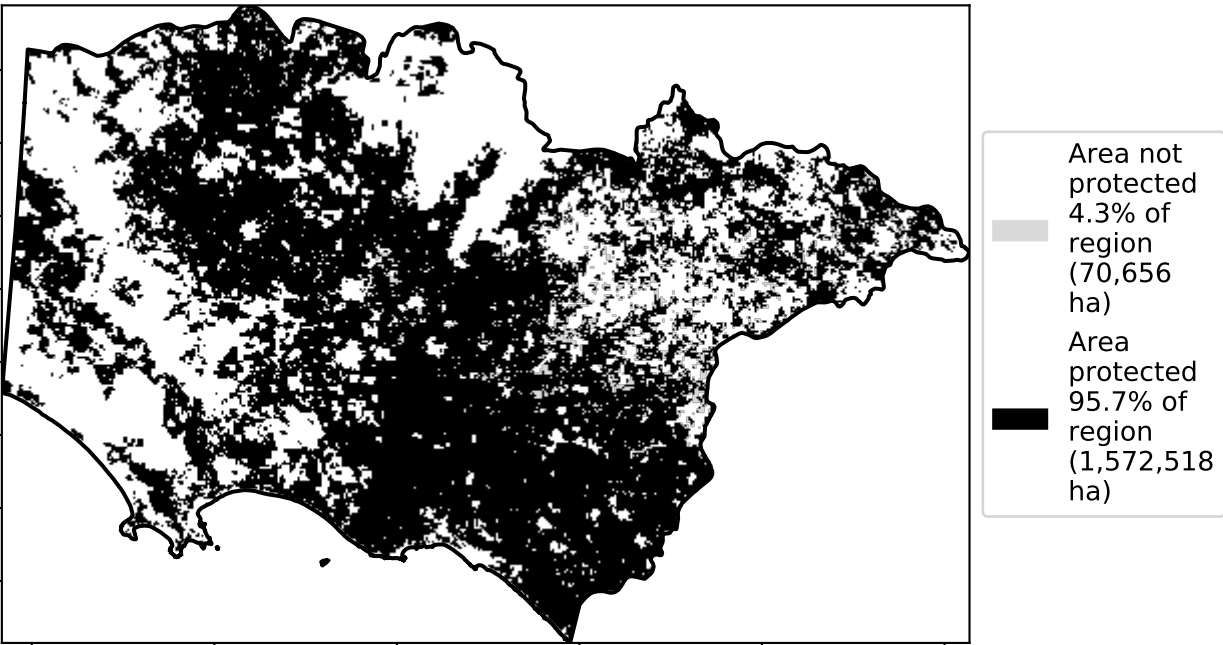 Area not
protected
4.3% of
region
(70,656
ha)
Area
protected
95.7% of
region
(1,572,518
ha)